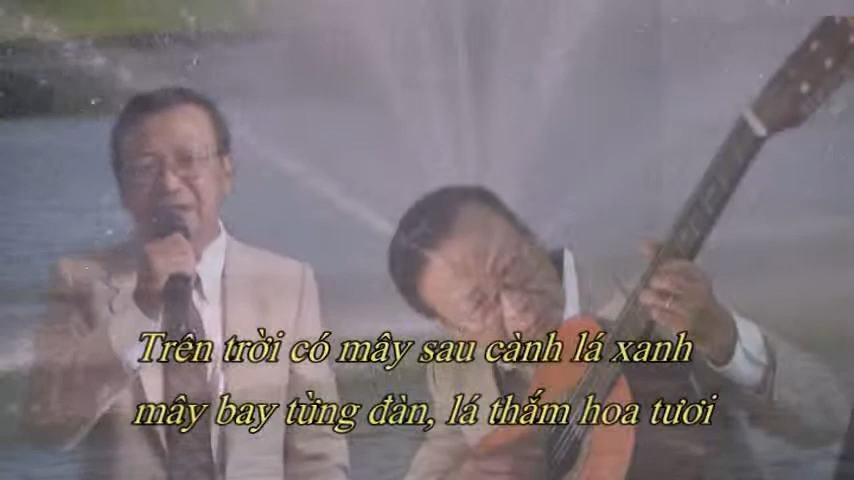 Trên trời có mây sau cành lá xanh
mây bay từng đàn, lá thắm hoa tươi